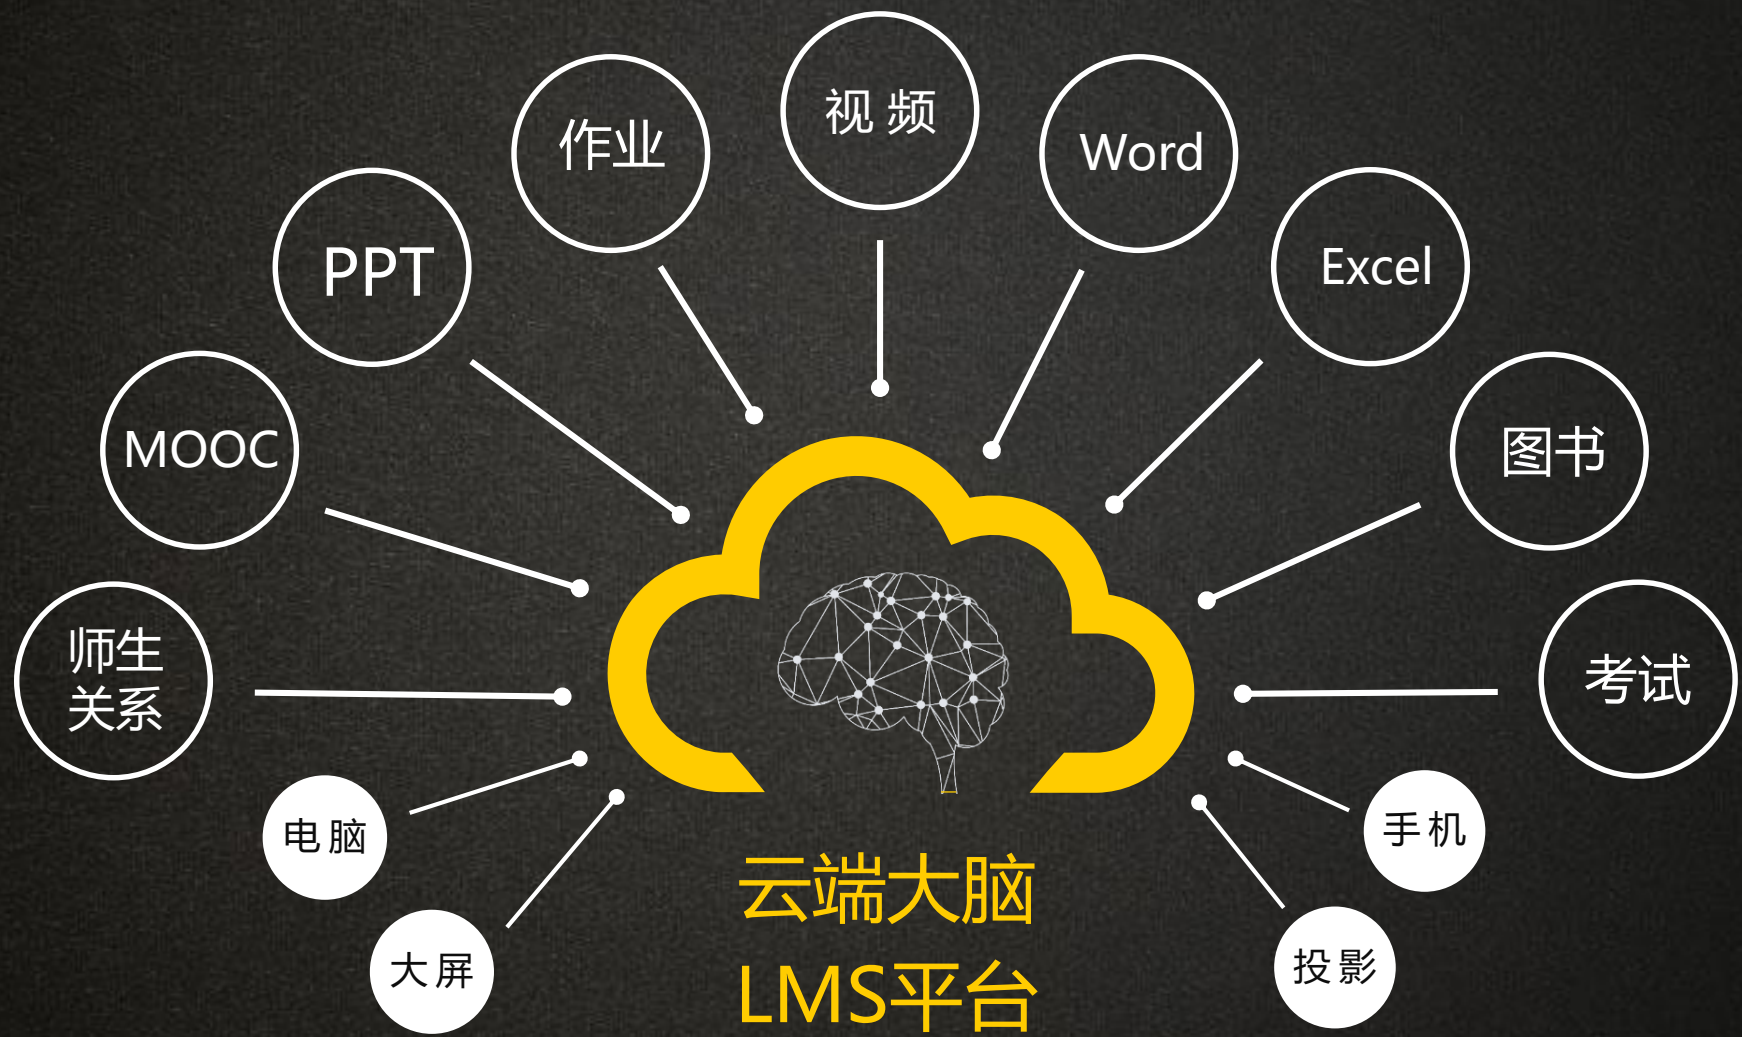 视频
作业
Word
PPT
Excel
MOOC
图书
师生
关系
考试
电脑
手机
大屏
投影
云端大脑
LMS平台